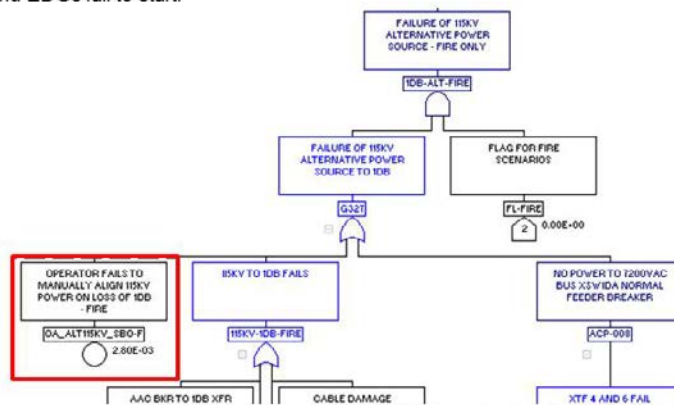 FAILURE OF 115KV
ALTERNATIVE POWER
SOURCE - FIRE ONLY
1DB-ALT-FIRE
FAILURE OF 115KV
ALTERNATIVE POWER
SOURCE TO 1DB
G32T
FLAG FOR FIRE
SCENARIOS
FL-FIRE
2
0.00E+00
OPERATOR FAILS TO
MANUALLY ALIGN 115KV
POWER ON LOSS OF 1DB
- FIRE
OA_ALT115KV_SBO-F
2.80E-03
115KV TO 1DB FAILS
115KV-1DB-FIRE
NO POWER TO 7200VAC
BUS XSW1DA NORMAL
FEEDER BREAKER
ACP-008
AAC BKR TO 1DB XFR
CABLE DAMAGE
XTF 4 AND 6 FAIL